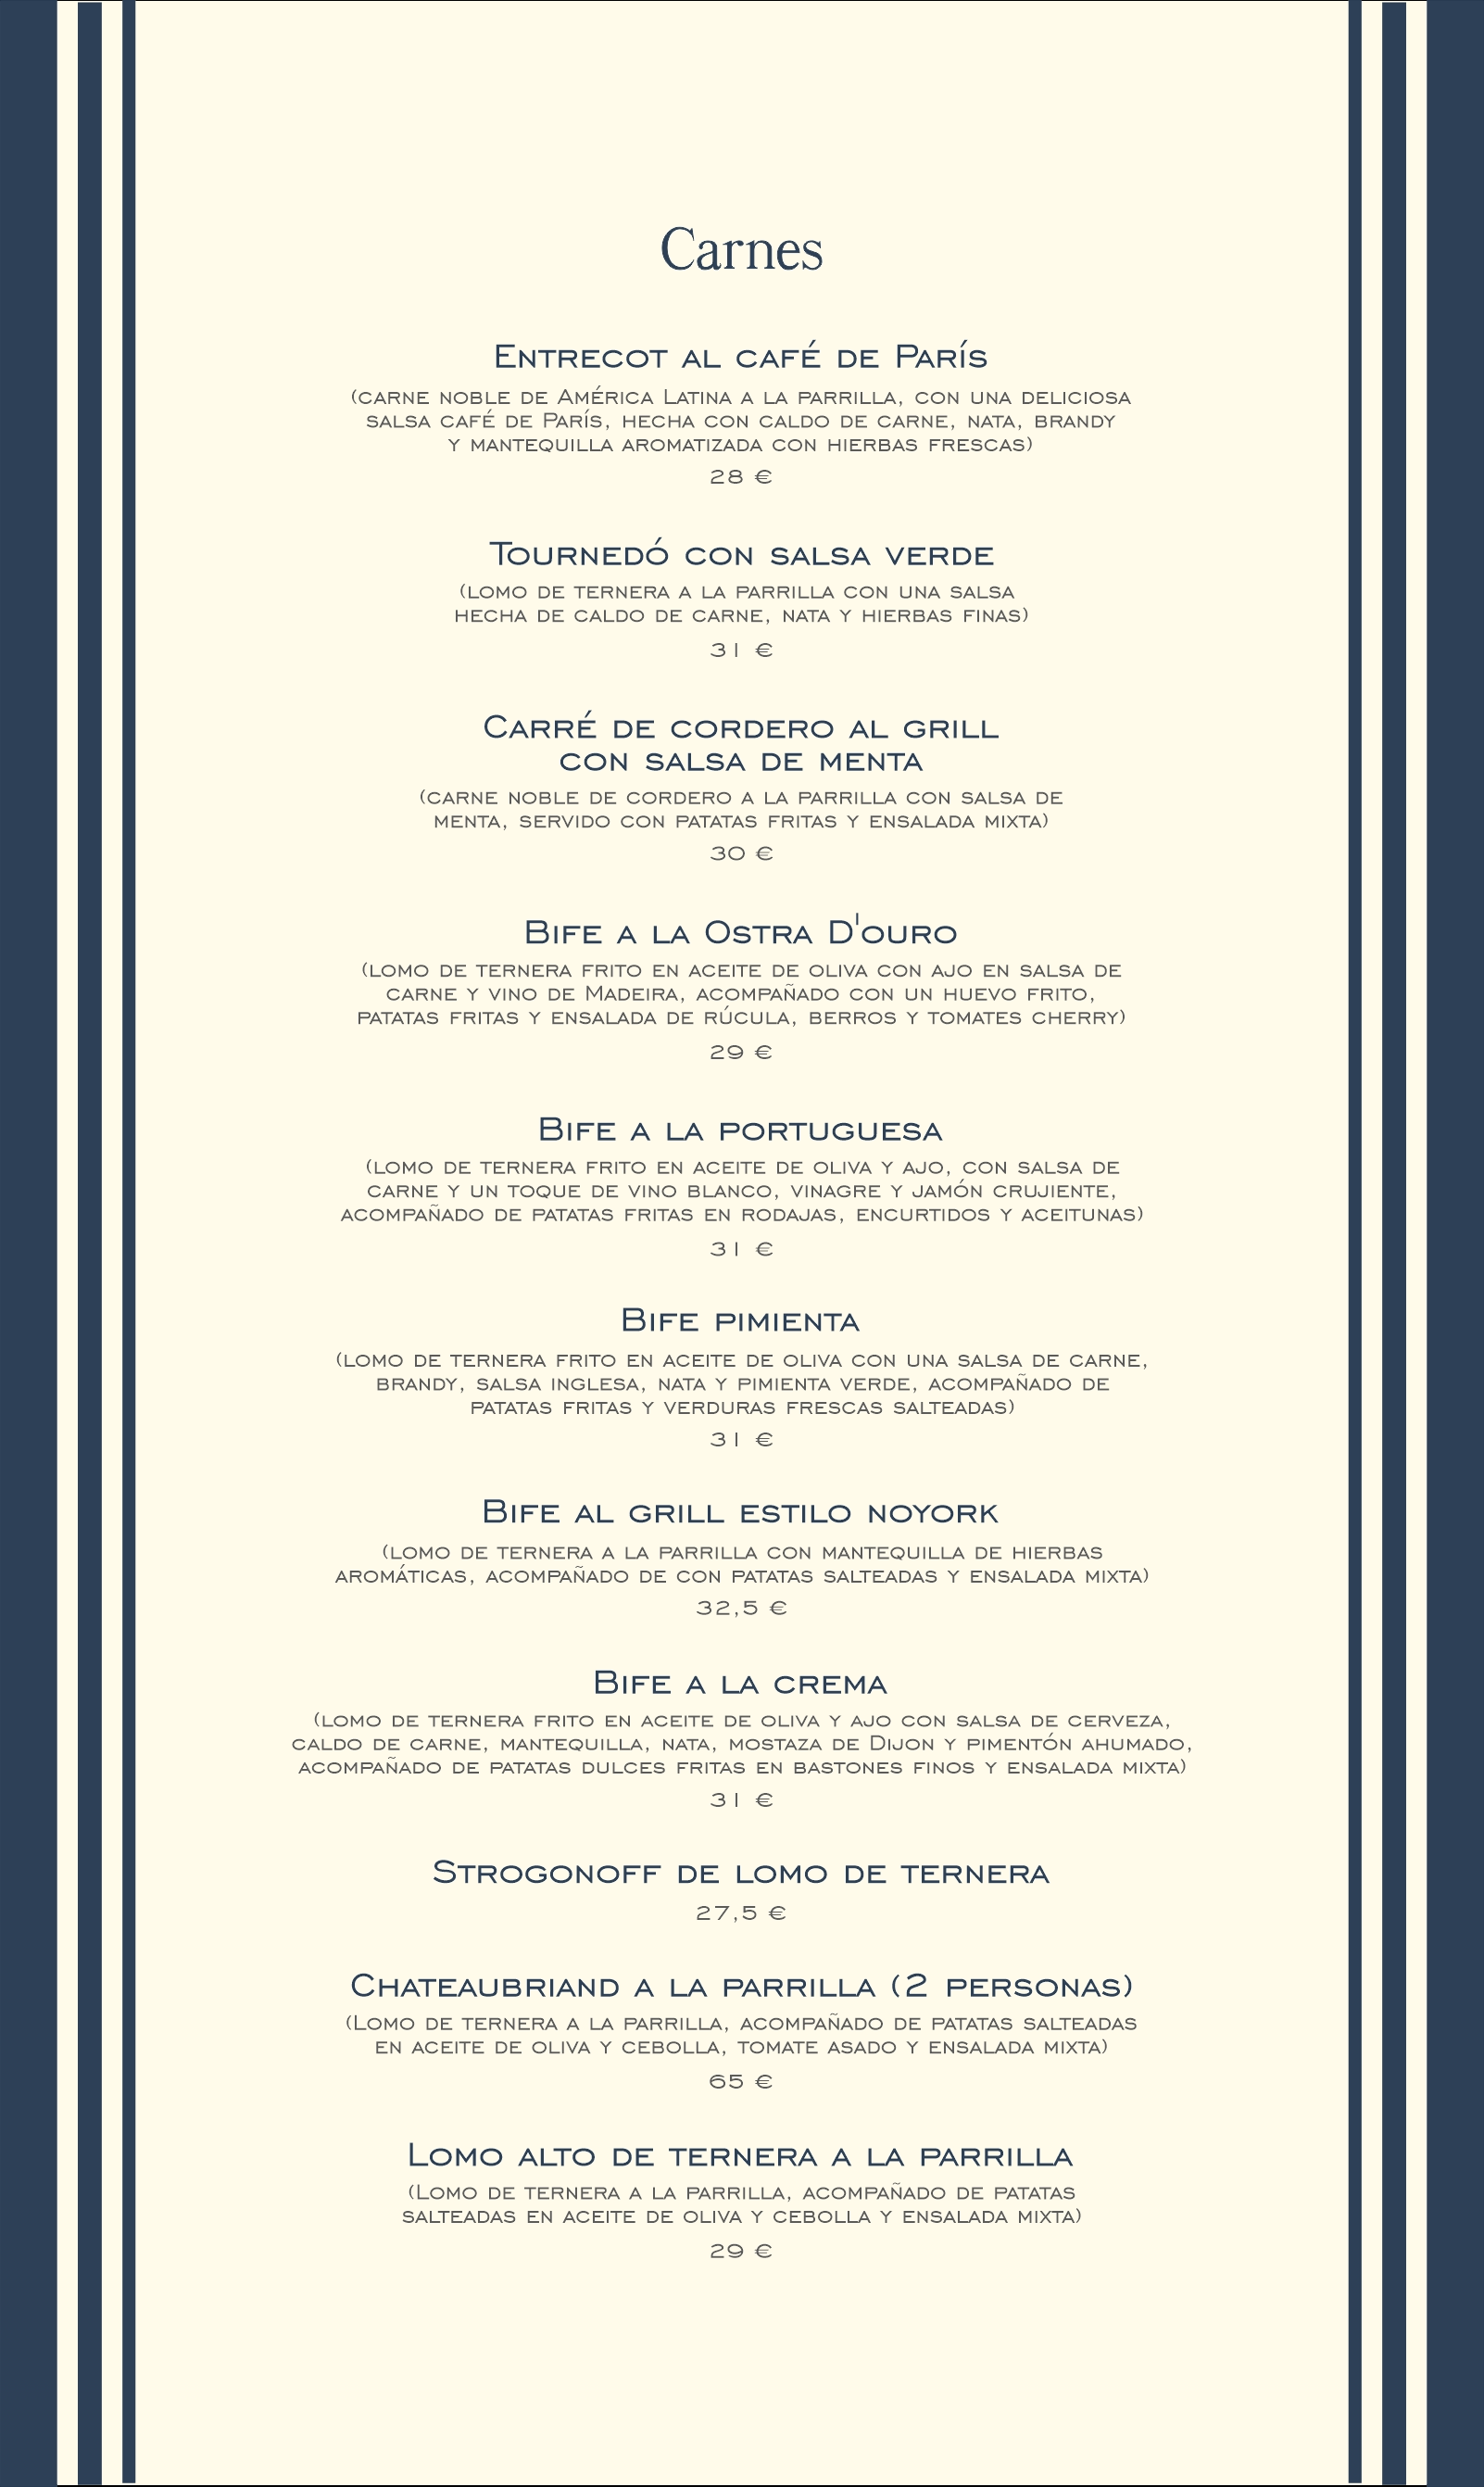 Carnes
Entrecot al café de París
(carne noble de América Latina a la parrilla, con una deliciosa
salsa café de París, hecha con caldo de carne, nata, brandy
y mantequilla aromatizada con hierbas frescas)
28 €
Tournedó con salsa verde
(lomo de ternera a la parrilla con una salsa
hecha de caldo de carne, nata y hierbas finas)
31 €
Carré de cordero al grill
con salsa de menta
(carne noble de cordero a la parrilla con salsa de
menta, servido con patatas fritas y ensalada mixta)
30 €
Bife a la Ostra D'ouro
(lomo de ternera frito en aceite de oliva con ajo en salsa de
carne y vino de Madeira, acompañado con un huevo frito,
patatas fritas y ensalada de rúcula, berros y tomates cherry)
29 €
Bife a la portuguesa
(lomo de ternera frito en aceite de oliva y ajo, con salsa de
carne y un toque de vino blanco, vinagre y jamón crujiente,
acompañado de patatas fritas en rodajas, encurtidos y aceitunas)
31 €
Bife pimienta
(lomo de ternera frito en aceite de oliva con una salsa de carne,
brandy, salsa inglesa, nata y pimienta verde, acompañado de
patatas fritas y verduras frescas salteadas)
31 €
Bife al grill estilo noyork
(lomo de ternera a la parrilla con mantequilla de hierbas
aromáticas, acompañado de con patatas salteadas y ensalada mixta)
32,5 €
Bife a la crema
(lomo de ternera frito en aceite de oliva y ajo con salsa de cerveza,
caldo de carne, mantequilla, nata, mostaza de Dijon y pimentón ahumado,
acompañado de patatas dulces fritas en bastones finos y ensalada mixta)
31 €
Strogonoff de lomo de ternera
27,5 €
Chateaubriand a la parrilla (2 personas)
(Lomo de ternera a la parrilla, acompañado de patatas salteadas
en aceite de oliva y cebolla, tomate asado y ensalada mixta)
65 €
Lomo alto de ternera a la parrilla
(Lomo de ternera a la parrilla, acompañado de patatas
salteadas en aceite de oliva y cebolla y ensalada mixta)
29 €